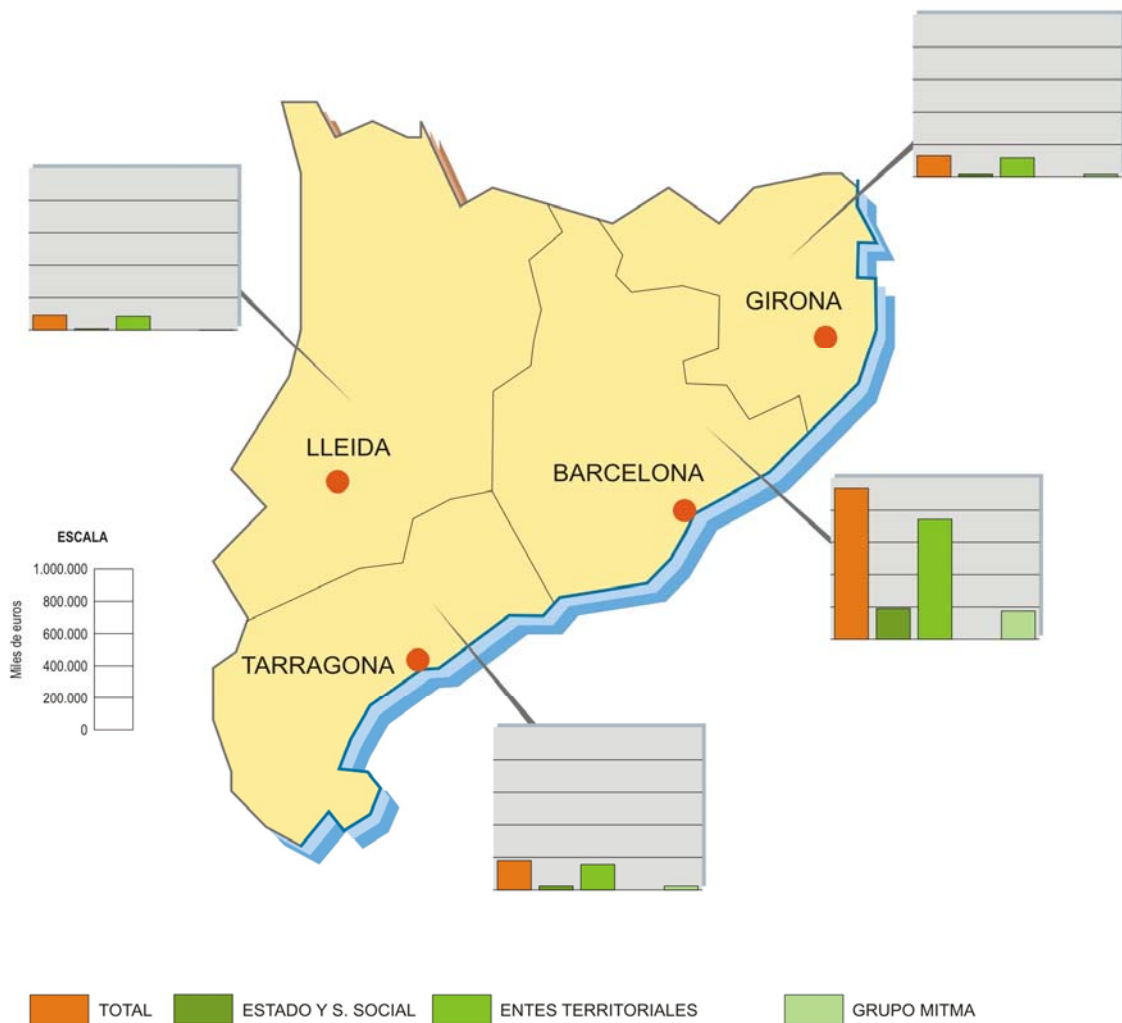 GIRONA
LLEIDA
BARCELONA
TARRAGONA
ESCALA
Miles de euros
1.000.000
800.000
600.000
400.000
200.000
0
TOTAL
ESTADO Y S. SOCIAL
ENTES TERRITORIALES
GRUPO MITMA